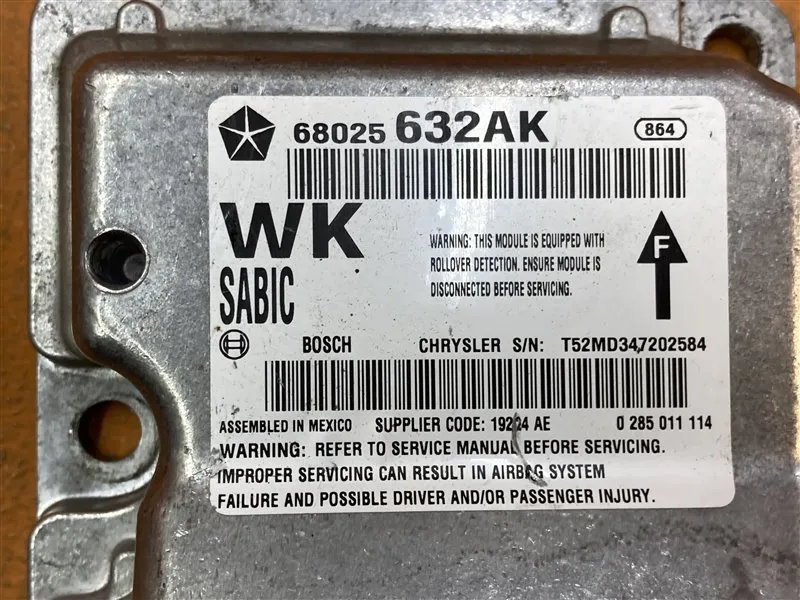 68025 632AK 864
WK
WARNING: THIS MODULE IS EQUIPPED WITH
ROLLOVER DETECTION. ENSURE MODULE IS
DISCONNECTED BEFORE SERVICING.
F
SABIC
BOSCH CHRYSLER S/N: T52MD347202584
ASSEMBLED IN MEXICO SUPPLIER CODE: 19224 AE 0 285 011 114
WARNING: REFER TO SERVICE MANUAL BEFORE SERVICING.
IMPROPER SERVICING CAN RESULT IN AIRBAG SYSTEM
FAILURE AND POSSIBLE DRIVER AND/OR PASSENGER INJURY.